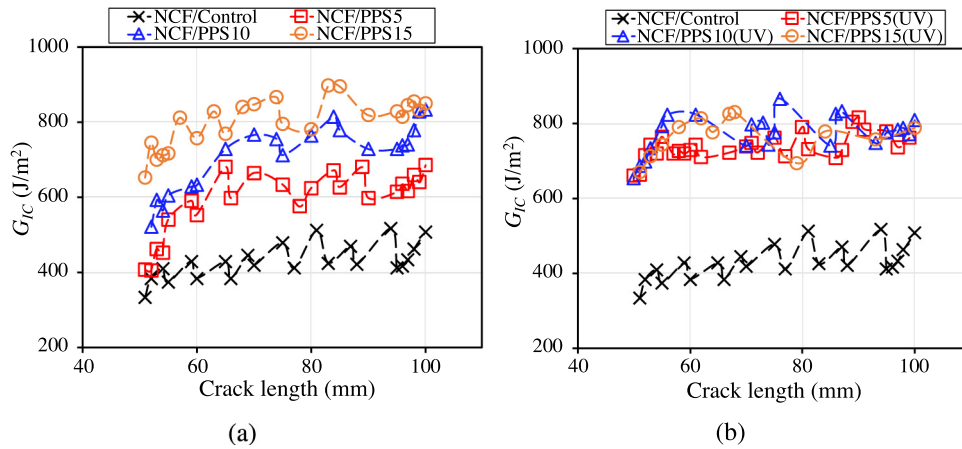 NCF/Control NCF/PPS5
NCF/PPS10 NCF/PPS15
1000
800
600
400
200
G_IC (J/m²)
40 60 80 100
Crack length (mm)
(a)
NCF/Control NCF/PPS5(UV)
NCF/PPS10(UV) NCF/PPS15(UV)
1000
800
600
400
200
G_IC (J/m²)
40 60 80 100
Crack length (mm)
(b)